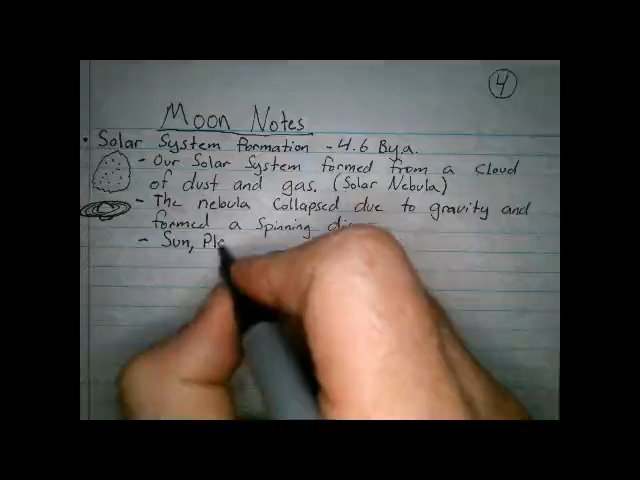 4
Moon Notes
• Solar System Formation - 4.6 B.y.a.
- Our Solar System formed from a cloud
of dust and gas. (Solar Nebula)
- The nebula collapsed due to gravity and
formed a spinning
- Sun,